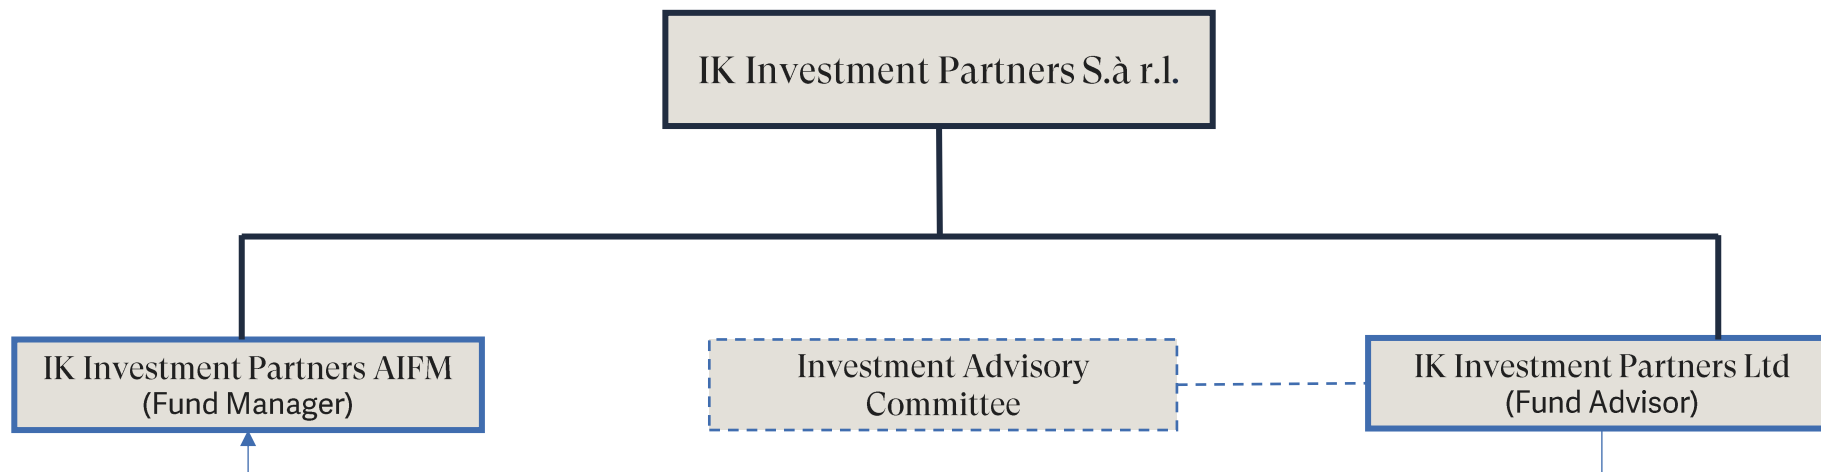 IK Investment Partners S.à r.l.
IK Investment Partners AIFM
(Fund Manager)
Investment Advisory
Committee
IK Investment Partners Ltd
(Fund Advisor)